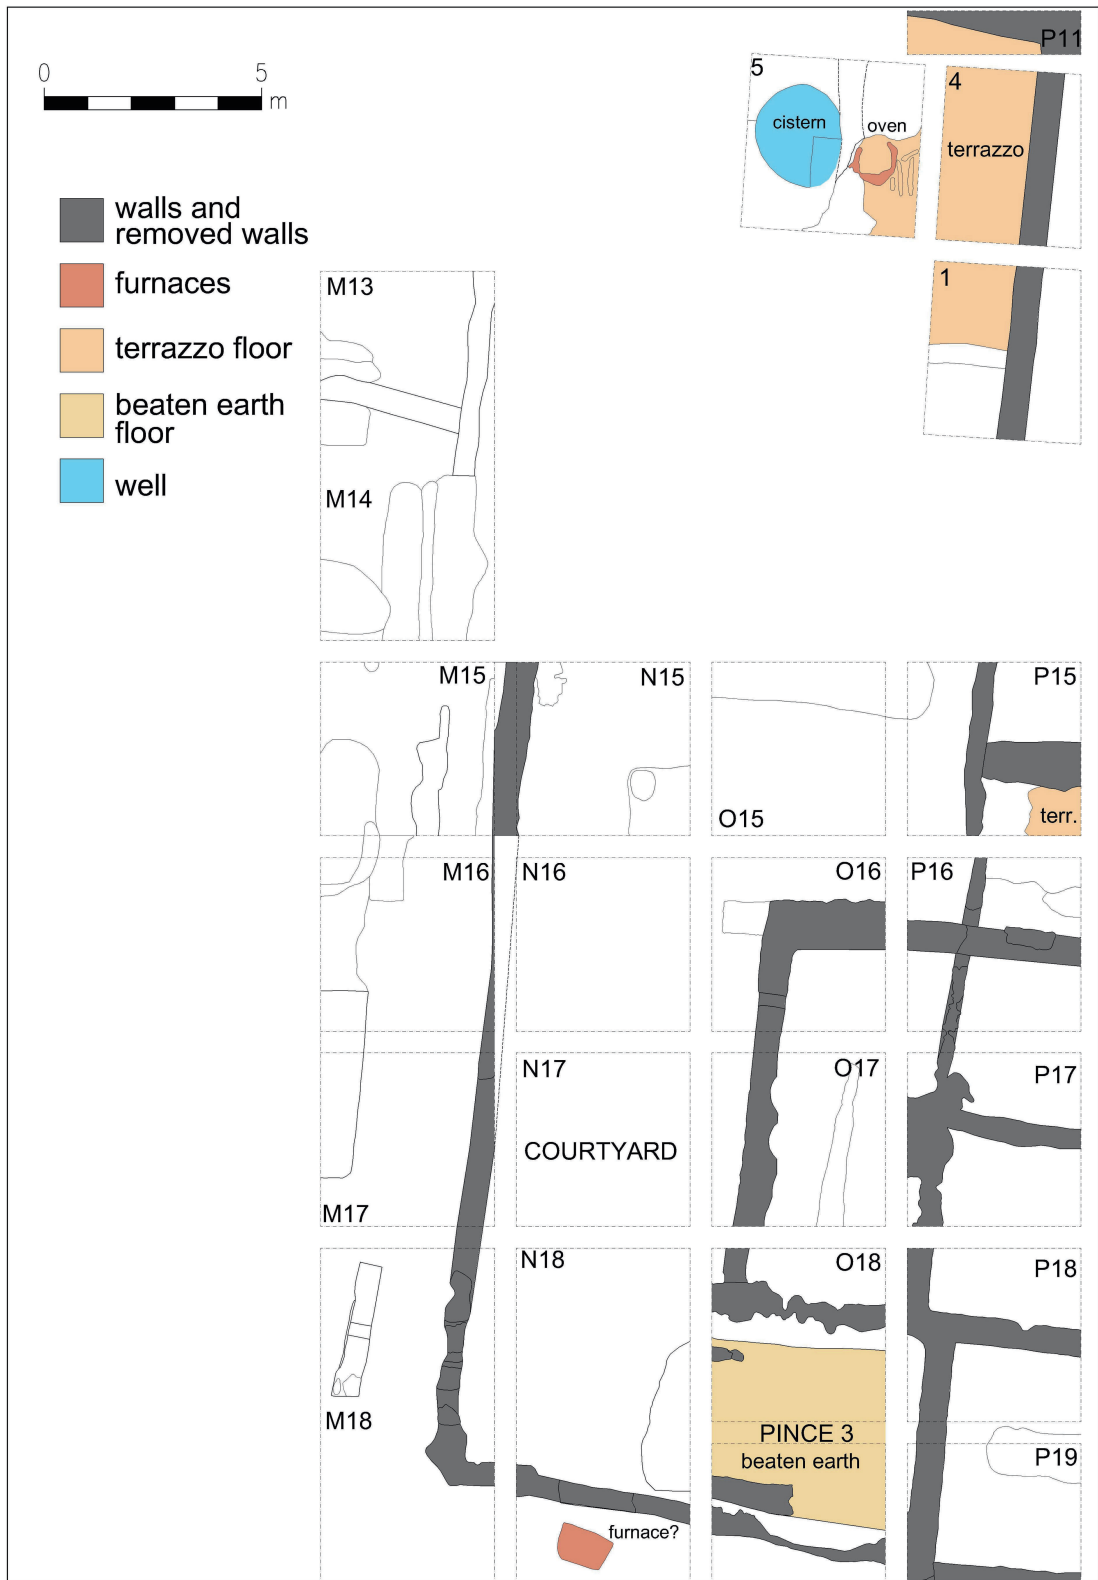 0 5
m
walls and
removed walls
furnaces
terrazzo floor
beaten earth
floor
well
P11
5
cistern
oven
4
terrazzo
1
M13
M14
M15
N15
O15
P15
terr.
M16
N16
O16
P16
N17
COURTYARD
O17
P17
M17
N18
O18
P18
M18
PINCE 3
beaten earth
P19
furnace?